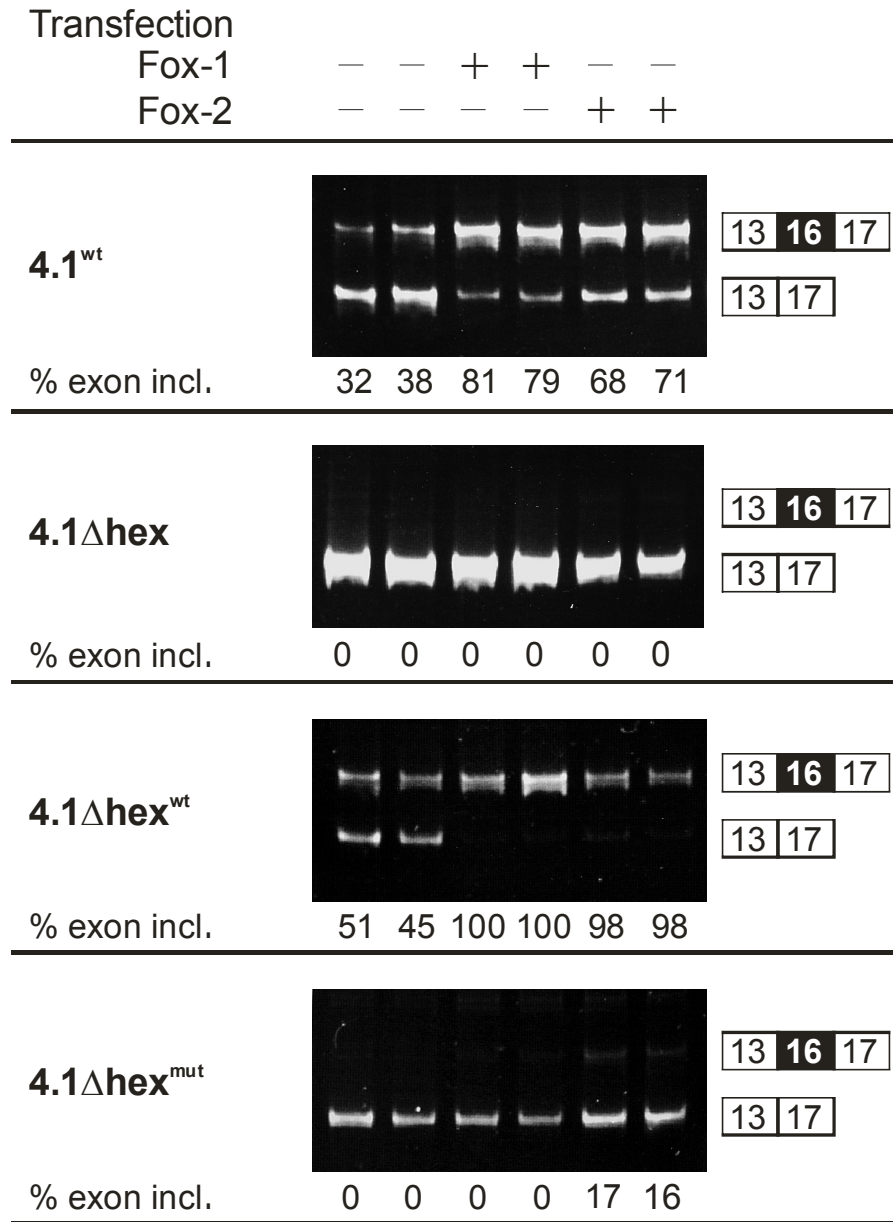 Transfection
Fox-1 — — + + — —
Fox-2 — — — — + +
4.1wt
13 16 17
13 17
% exon incl. 32 38 81 79 68 71
4.1Δhex
13 16 17
13 17
% exon incl. 0 0 0 0 0 0
4.1Δhexwt
13 16 17
13 17
% exon incl. 51 45 100 100 98 98
4.1Δhexmut
13 16 17
13 17
% exon incl. 0 0 0 0 17 16